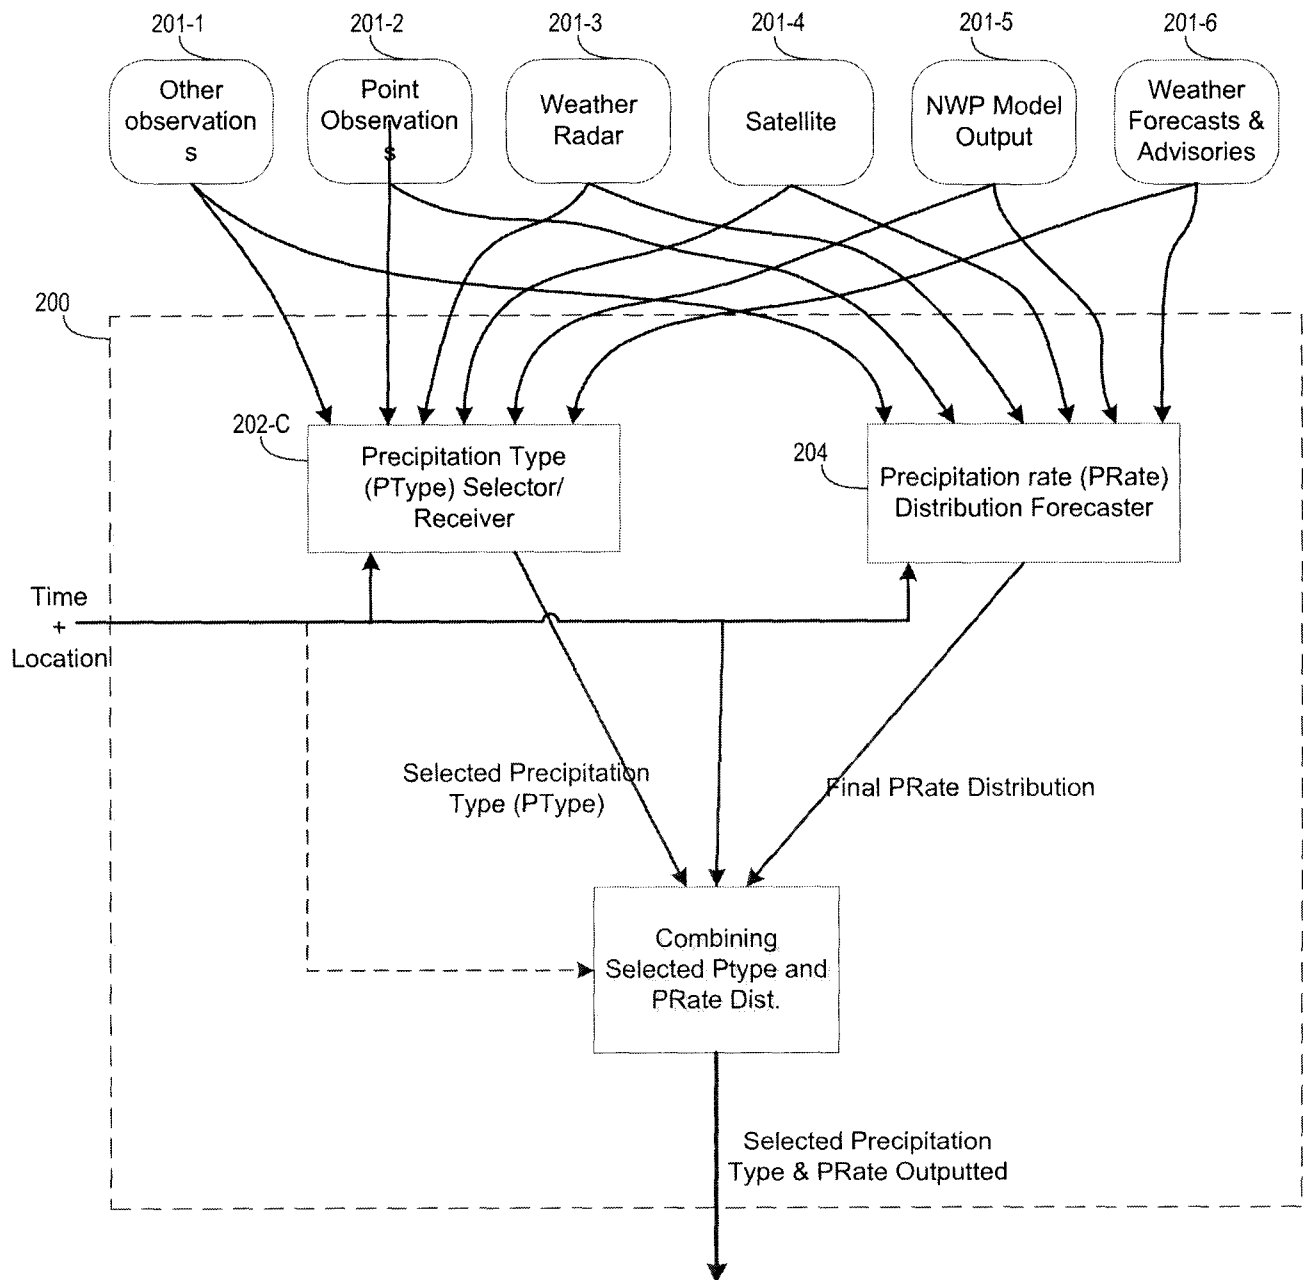 201-1
201-2
201-3
201-4
201-5
201-6
Other
observation
s
Point
Observation
s
Weather
Radar
Satellite
NWP Model
Output
Weather
Forecasts &
Advisories
200
202-C
Precipitation Type
(PType) Selector/
Receiver
204
Precipitation rate (PRate)
Distribution Forecaster
Time
+
Location
Selected Precipitation
Type (PType)
Final PRate Distribution
Combining
Selected Ptype and
PRate Dist.
Selected Precipitation
Type & PRate Outputted